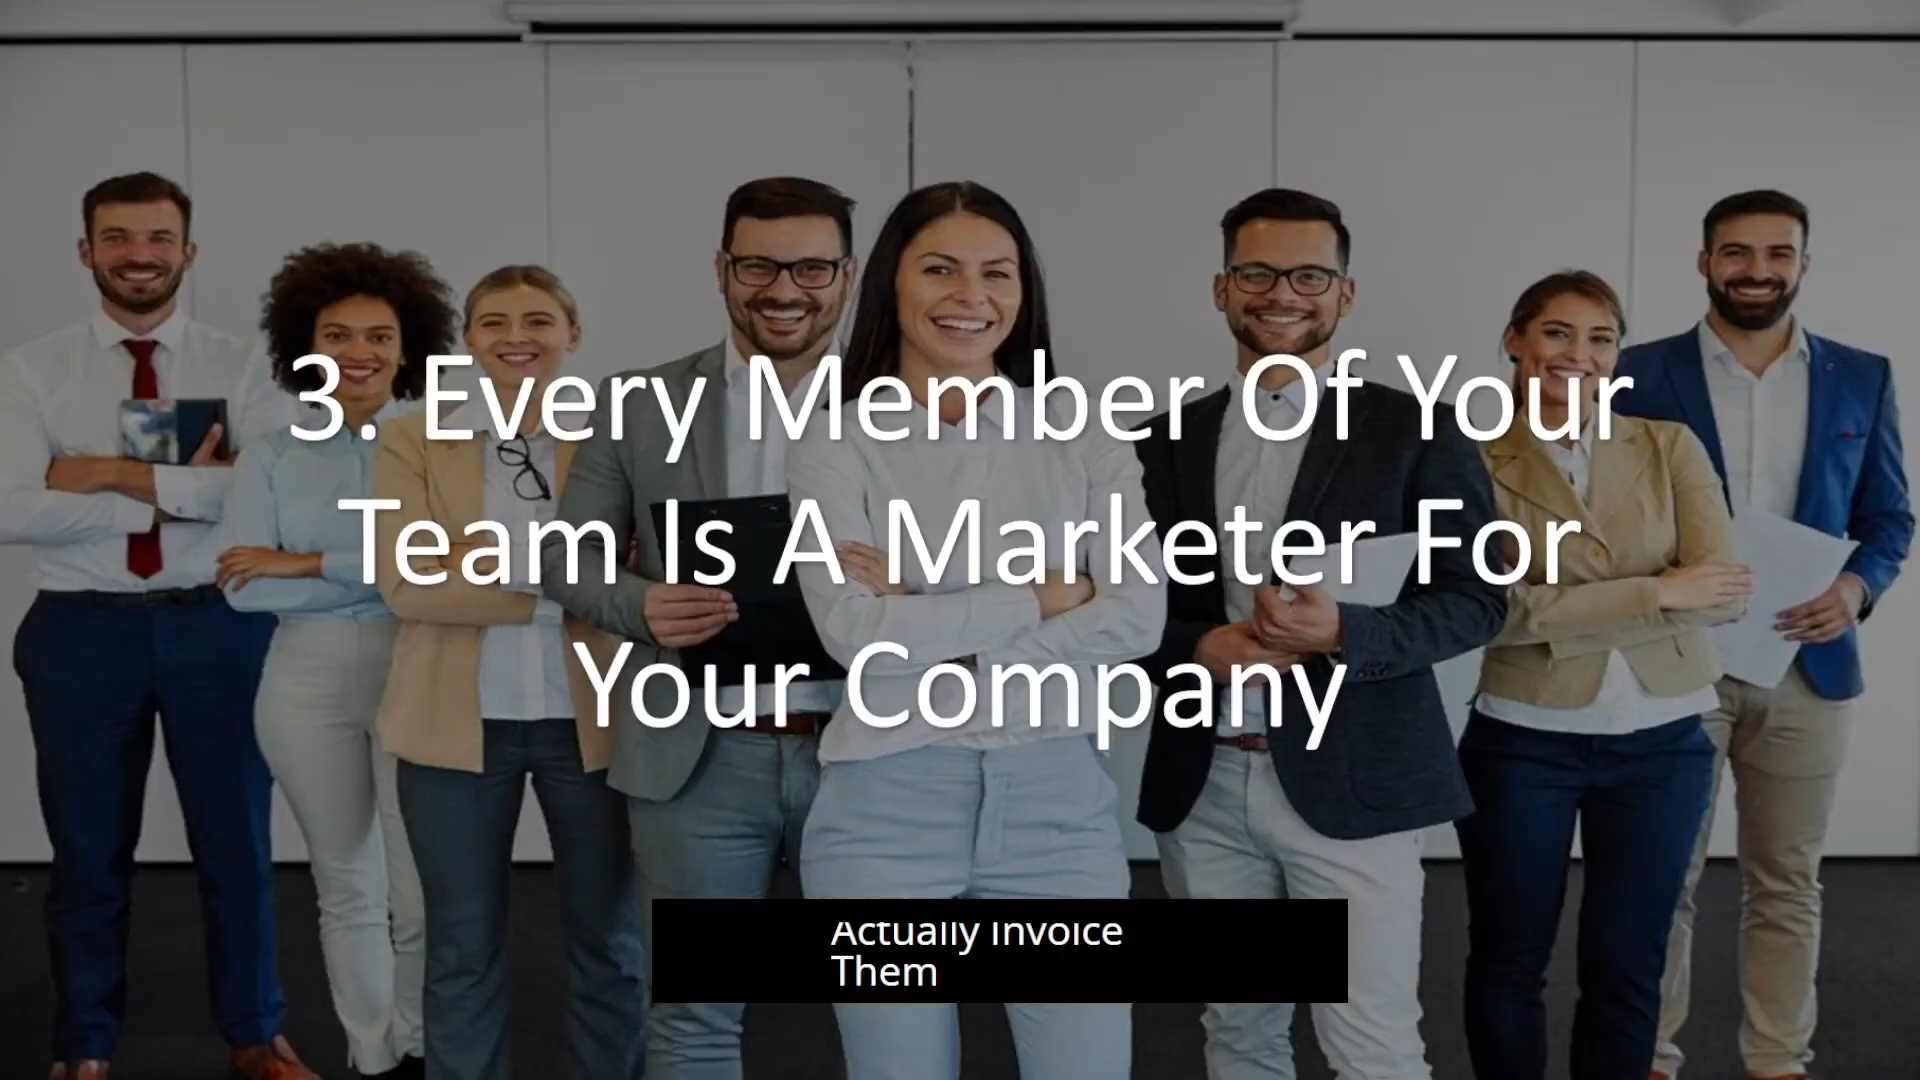 3. Every Member Of Your
Team Is A Marketer For
Your Company
Actually Invoice
Them